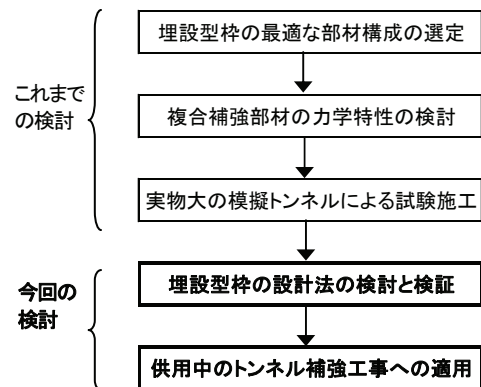 埋設型枠の最適な部材構成の選定
これまで
の検討
複合補強部材の力学特性の検討
実物大の模擬トンネルによる試験施工
今回の
検討
埋設型枠の設計法の検討と検証
供用中のトンネル補強工事への適用